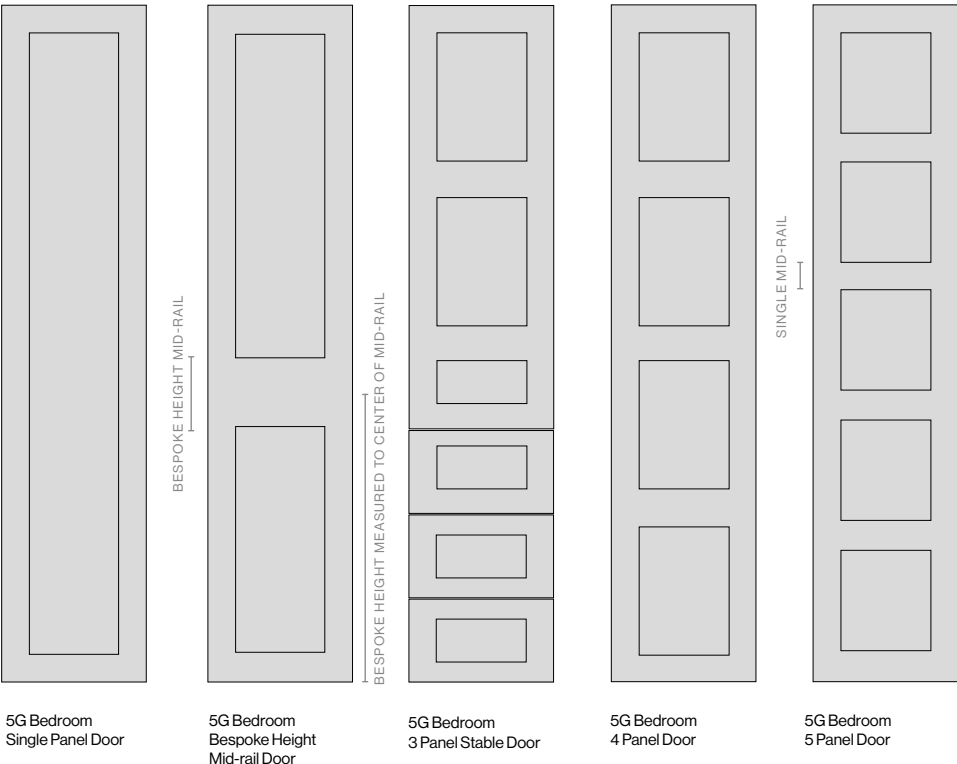 BESPOKE HEIGHT MID-RAIL
BESPOKE HEIGHT MEASURED TO CENTER OF MID-RAIL
SINGLE MID-RAIL
5G Bedroom
Single Panel Door
5G Bedroom
Bespoke Height
Mid-rail Door
5G Bedroom
3 Panel Stable Door
5G Bedroom
4 Panel Door
5G Bedroom
5 Panel Door